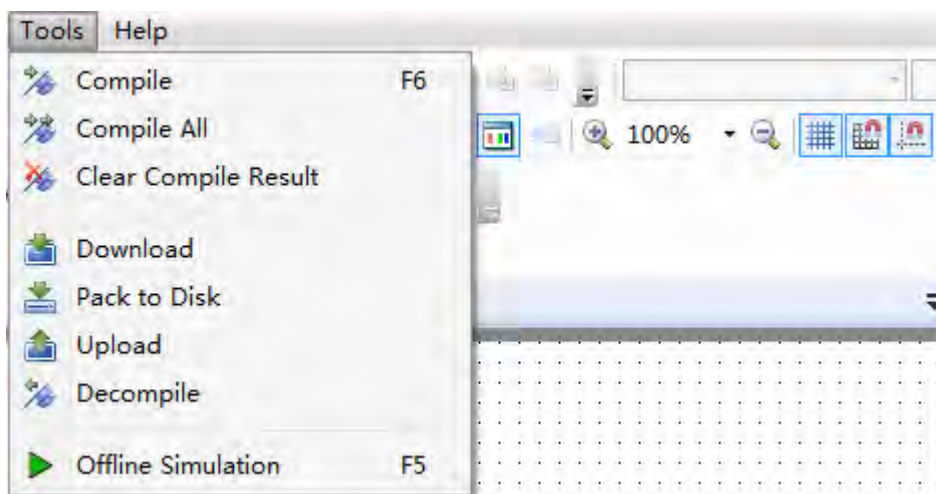 Tools Help
Compile F6
Compile All
100%
Clear Compile Result
Download
Pack to Disk
Upload
Decompile
Offline Simulation F5